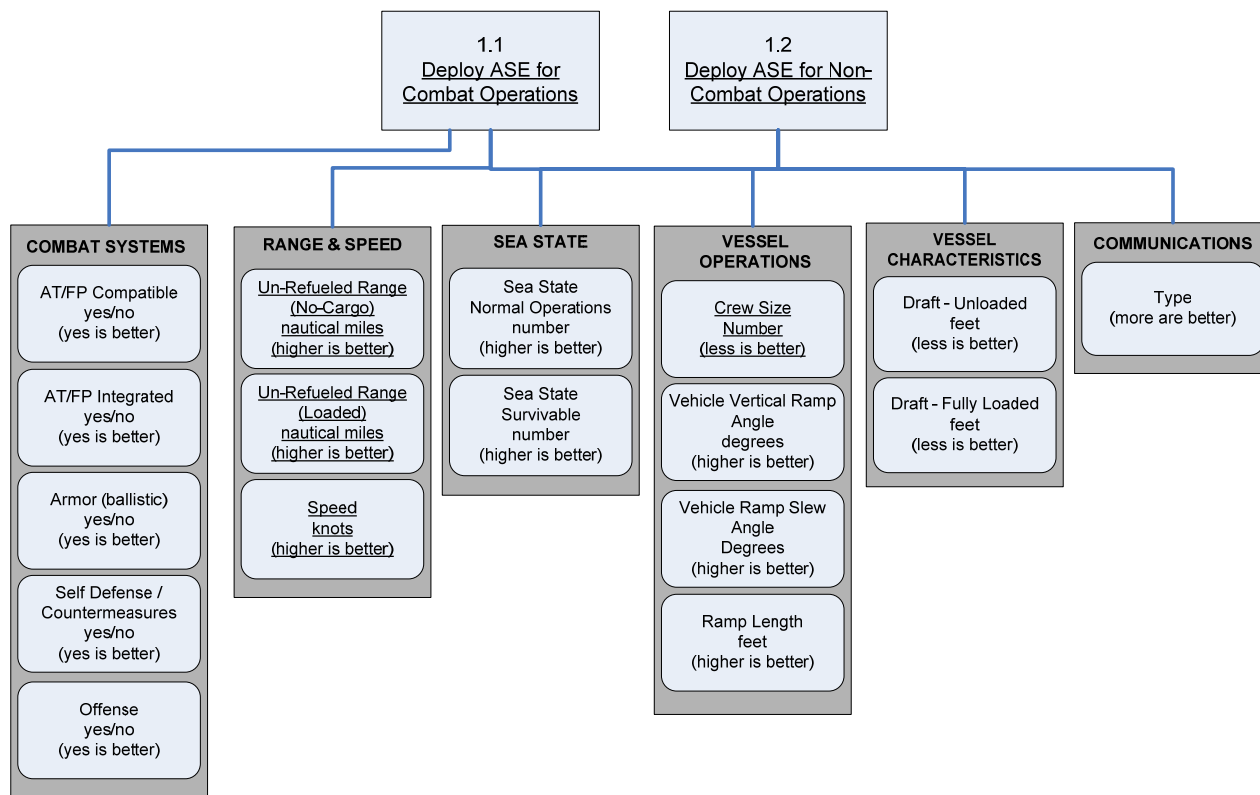 1.1
Deploy ASE for
Combat Operations
1.2
Deploy ASE for Non-
Combat Operations
COMBAT SYSTEMS
AT/FP Compatible
yes/no
(yes is better)
AT/FP Integrated
yes/no
(yes is better)
Armor (ballistic)
yes/no
(yes is better)
Self Defense /
Countermeasures
yes/no
(yes is better)
Offense
yes/no
(yes is better)
RANGE & SPEED
Un-Refueled Range
(No-Cargo)
nautical miles
(higher is better)
Un-Refueled Range
(Loaded)
nautical miles
(higher is better)
Speed
knots
(higher is better)
SEA STATE
Sea State
Normal Operations
number
(higher is better)
Sea State
Survivable
number
(higher is better)
VESSEL
OPERATIONS
Crew Size
Number
(less is better)
Vehicle Vertical Ramp
Angle
degrees
(higher is better)
Vehicle Ramp Slew
Angle
Degrees
(higher is better)
Ramp Length
feet
(higher is better)
VESSEL
CHARACTERISTICS
Draft - Unloaded
feet
(less is better)
Draft - Fully Loaded
feet
(less is better)
COMMUNICATIONS
Type
(more are better)